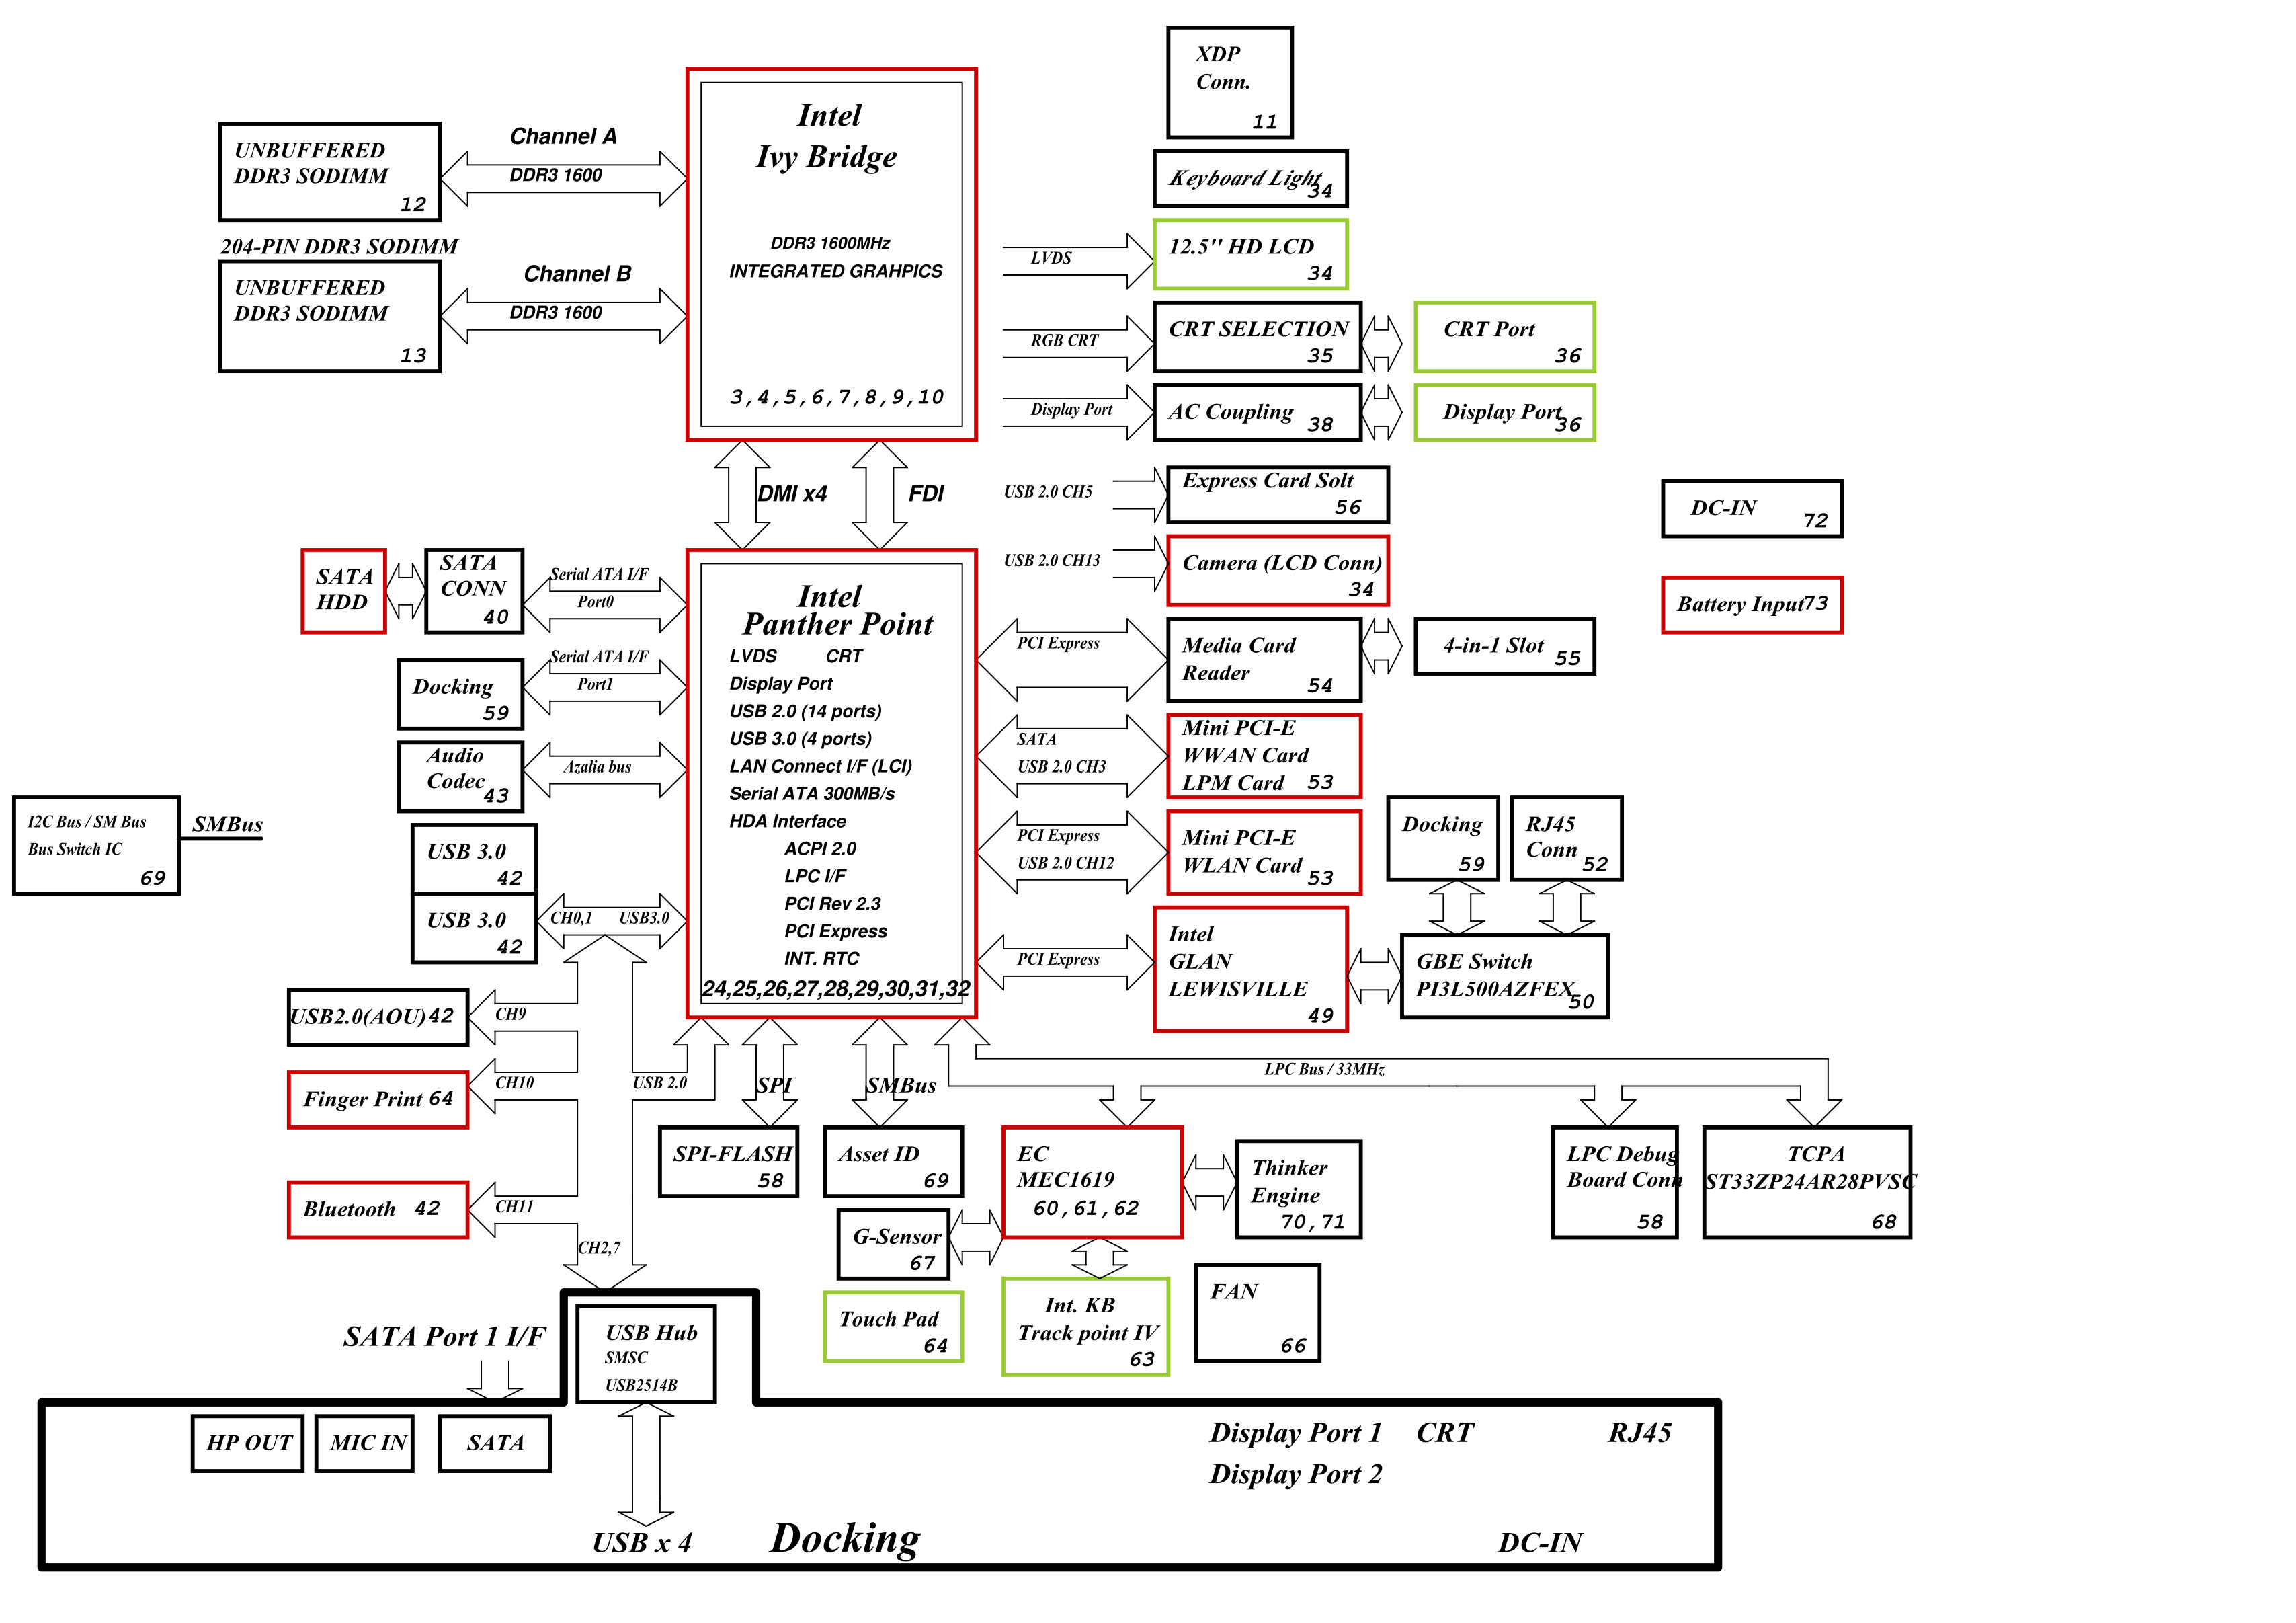 XDP
Conn.
11
Intel
Ivy Bridge
DDR3 1600MHz
INTEGRATED GRAHPICS
3,4,5,6,7,8,9,10
UNBUFFERED
DDR3 SODIMM
12
Channel A
DDR3 1600
204-PIN DDR3 SODIMM
UNBUFFERED
DDR3 SODIMM
13
Channel B
DDR3 1600
Keyboard Light
34
LVDS
12.5" HD LCD
34
RGB CRT
CRT SELECTION
35
CRT Port
36
Display Port
AC Coupling
38
Display Port
36
DMI x4
FDI
USB 2.0 CH5
Express Card Solt
56
DC-IN
72
USB 2.0 CH13
Camera (LCD Conn)
34
Battery Input
73
SATA
HDD
SATA
CONN
40
Serial ATA I/F
Port0
Intel
Panther Point
LVDS CRT
Display Port
USB 2.0 (14 ports)
USB 3.0 (4 ports)
LAN Connect I/F (LCI)
Serial ATA 300MB/s
HDA Interface
ACPI 2.0
LPC I/F
PCI Rev 2.3
PCI Express
INT. RTC
24,25,26,27,28,29,30,31,32
PCI Express
Media Card
Reader
54
4-in-1 Slot
55
Docking
59
Serial ATA I/F
Port1
SATA
USB 2.0 CH3
Mini PCI-E
WWAN Card
LPM Card
53
Audio
Codec
43
Azalia bus
I2C Bus / SM Bus
Bus Switch IC
69
SMBus
PCI Express
USB 2.0 CH12
Mini PCI-E
WLAN Card
53
Docking
59
RJ45
Conn
52
USB 3.0
42
USB 3.0
42
CH0,1 USB3.0
PCI Express
Intel
GLAN
LEWISVILLE
49
GBE Switch
PI3L500AZFEX
50
USB2.0(AOU)
42
CH9
Finger Print
64
CH10
USB 2.0
SPI
SMBus
LPC Bus / 33MHz
Bluetooth
42
CH11
CH2,7
SPI-FLASH
58
Asset ID
69
EC
MEC1619
60,61,62
Thinker
Engine
70,71
LPC Debug
Board Conn
58
TCPA
ST33ZP24AR28PVSC
68
G-Sensor
67
Touch Pad
64
Int. KB
Track point IV
63
FAN
66
SATA Port 1 I/F
USB Hub
SMSC
USB2514B
HP OUT
MIC IN
SATA
Display Port 1
CRT
RJ45
Display Port 2
USB x 4
Docking
DC-IN